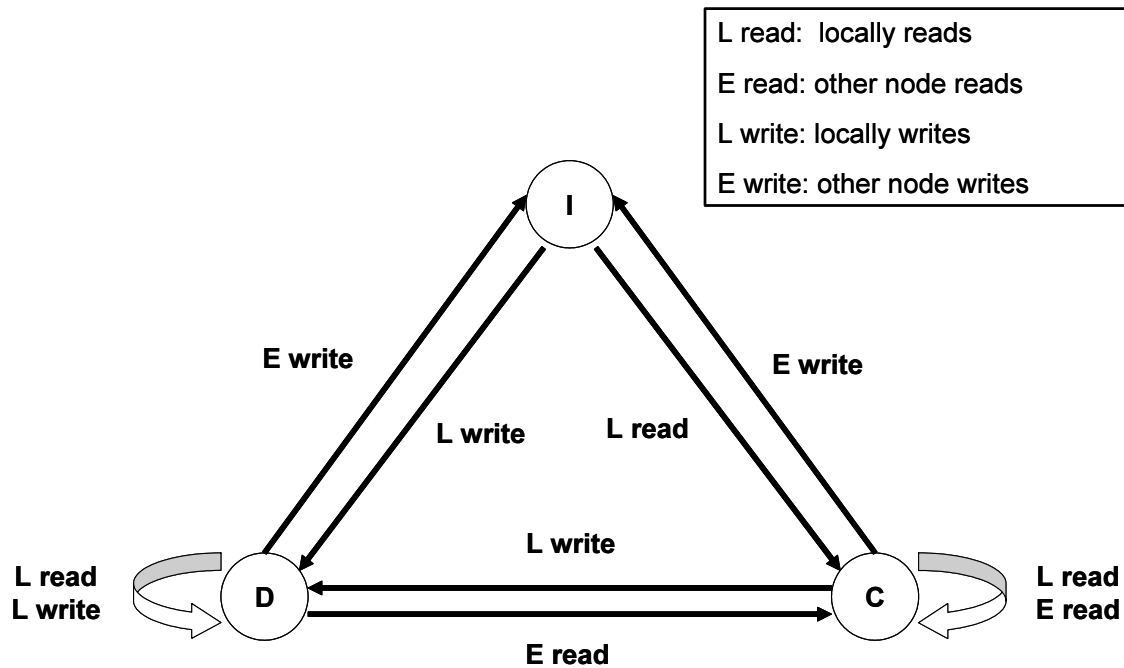 L read: locally reads
E read: other node reads
L write: locally writes
E write: other node writes
I
E write
E write
L write
L read
L write
L read
L write
D
C
L read
E read
E read